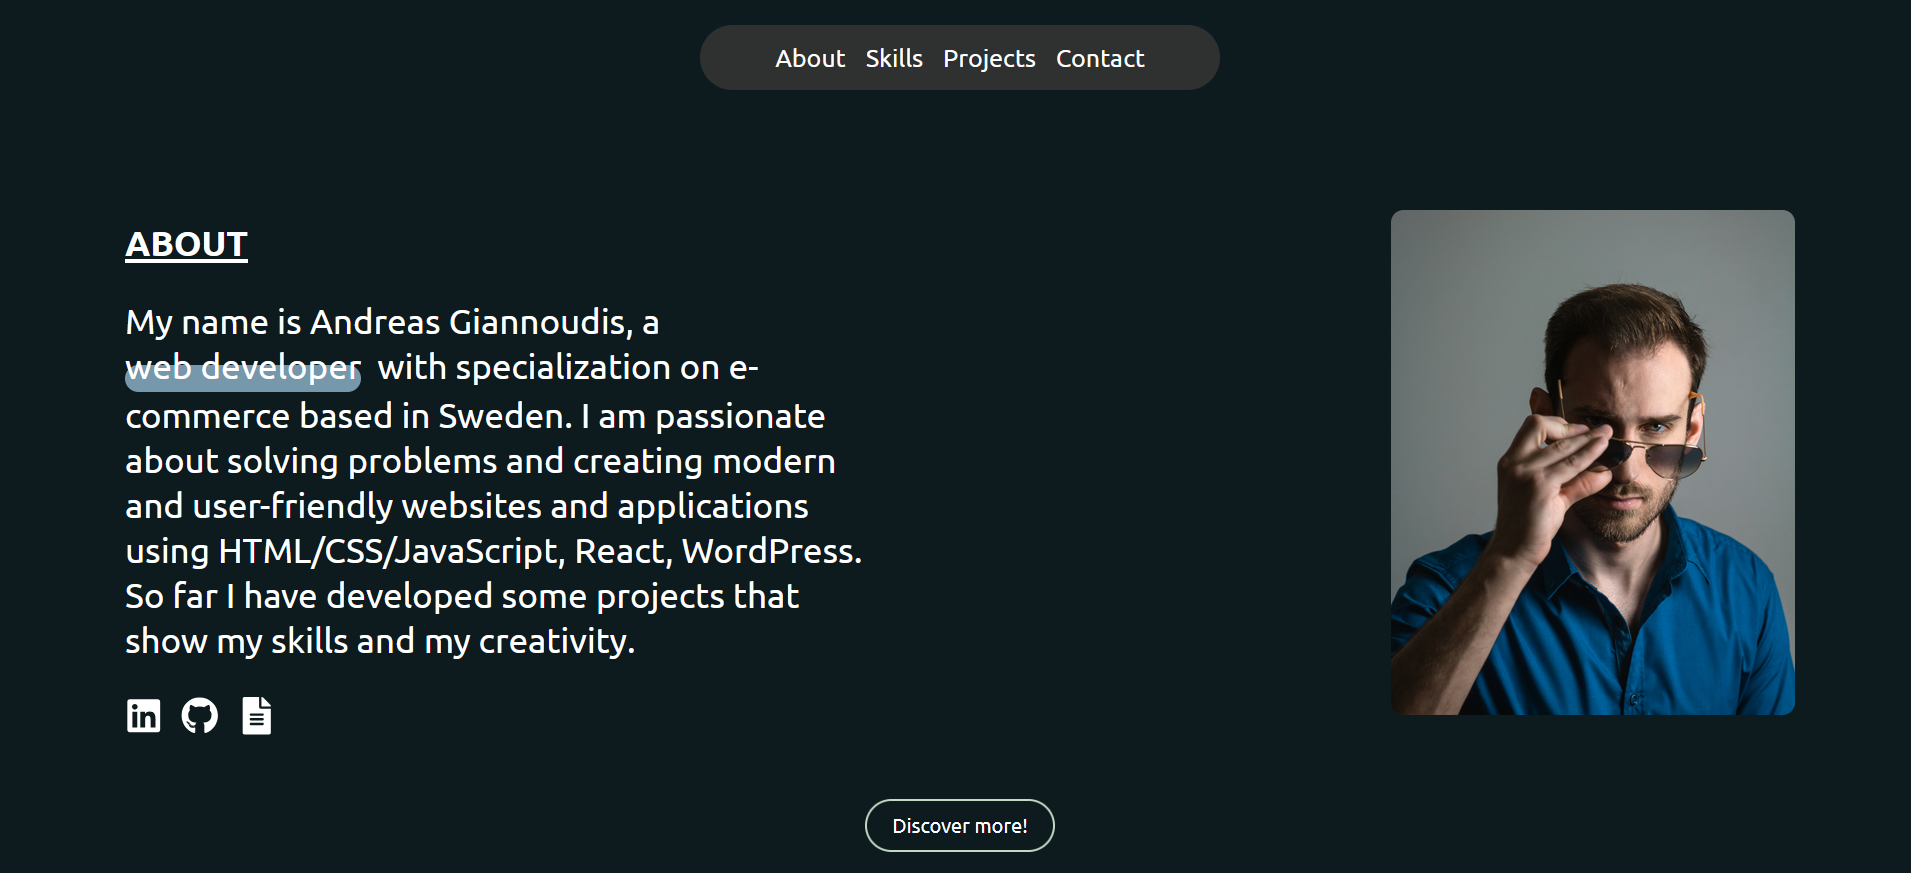 About Skills Projects Contact
ABOUT
My name is Andreas Giannoudis, a
web developer with specialization on e-
commerce based in Sweden. I am passionate
about solving problems and creating modern
and user-friendly websites and applications
using HTML/CSS/JavaScript, React, WordPress.
So far I have developed some projects that
show my skills and my creativity.
in
Discover more!